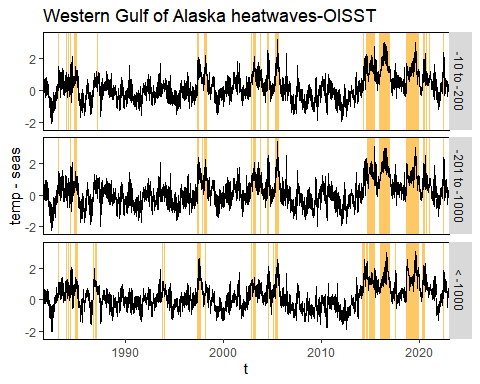 Western Gulf of Alaska heatwaves-OISST
2
0
-2
-10 to -200
2
0
-2
-201 to -1000
2
0
-2
< -1000
temp - seas
1990
2000
2010
2020
t